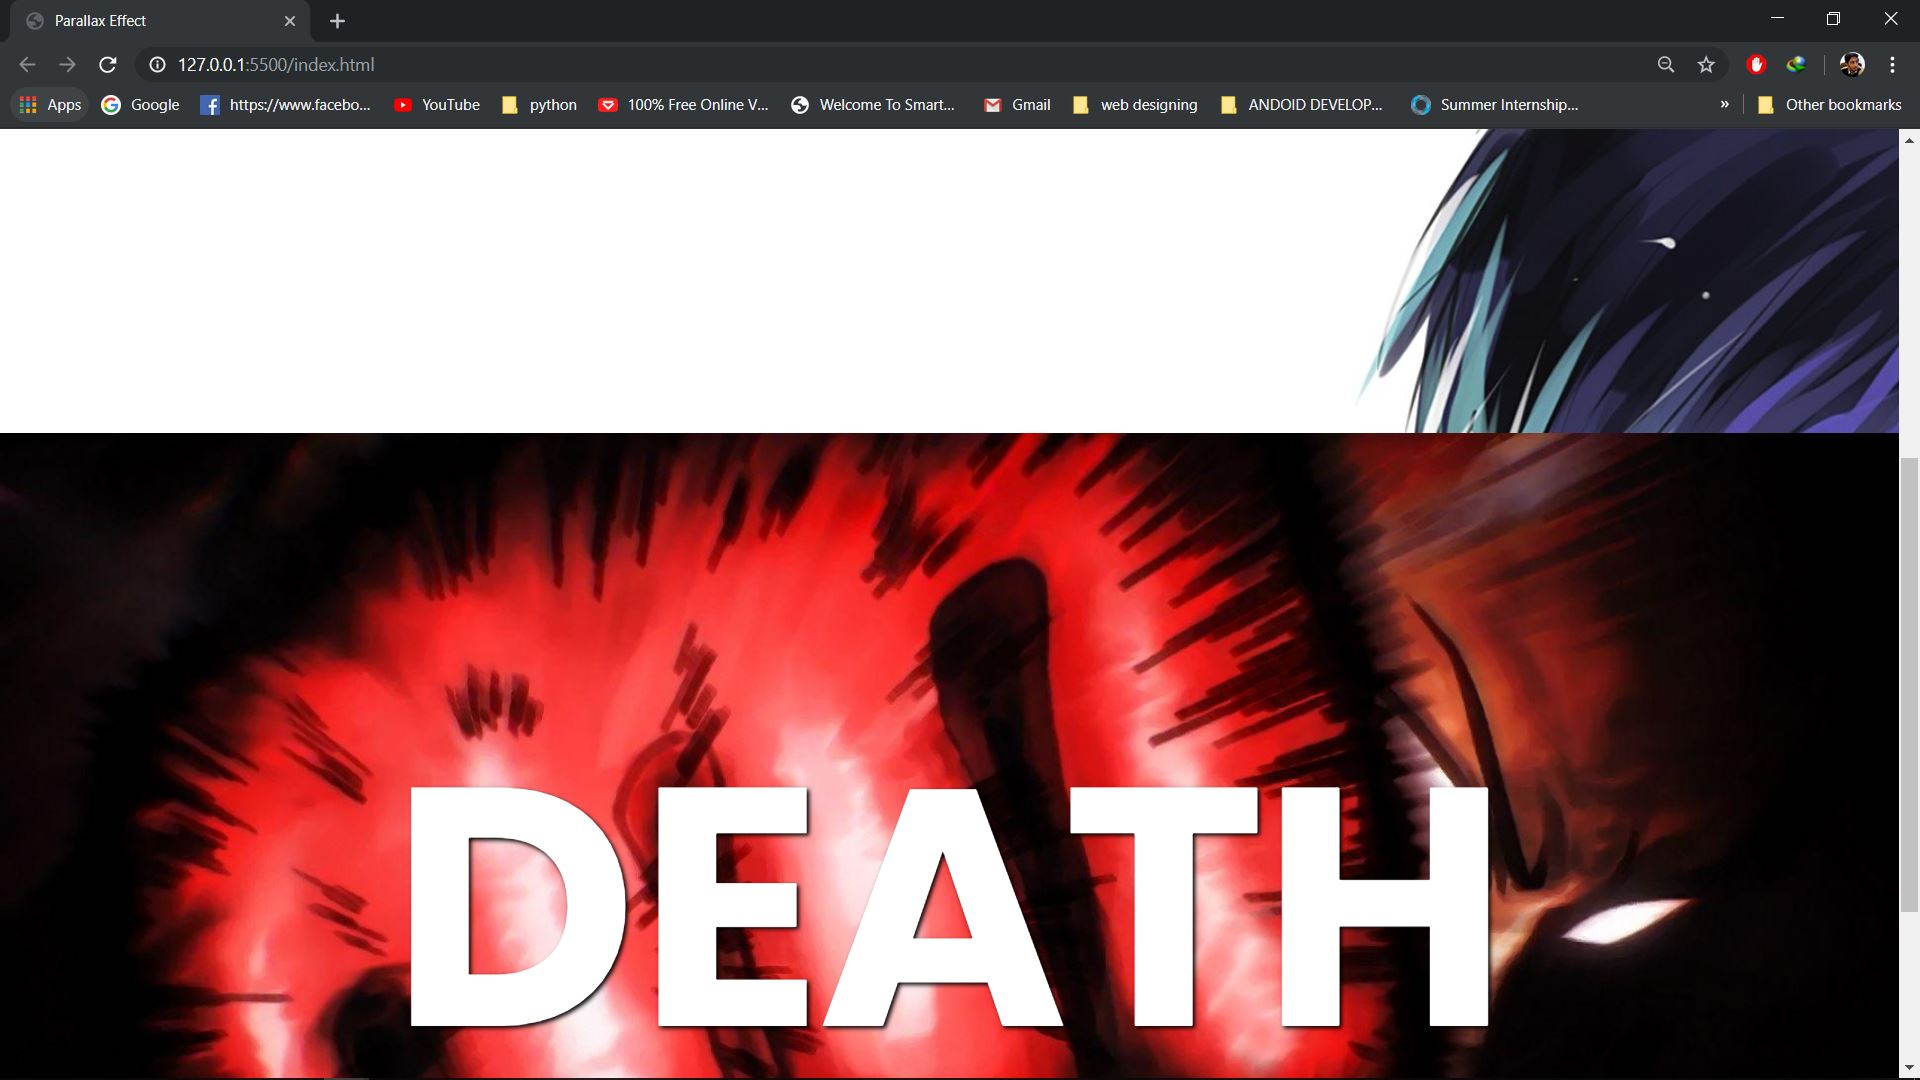 Parallax Effect
127.0.0.1:5500/index.html
Apps Google https://www.facebo... YouTube python 100% Free Online V... Welcome To Smart... Gmail web designing ANDOID DEVELOP... Summer Internship... » Other bookmarks
DEATH